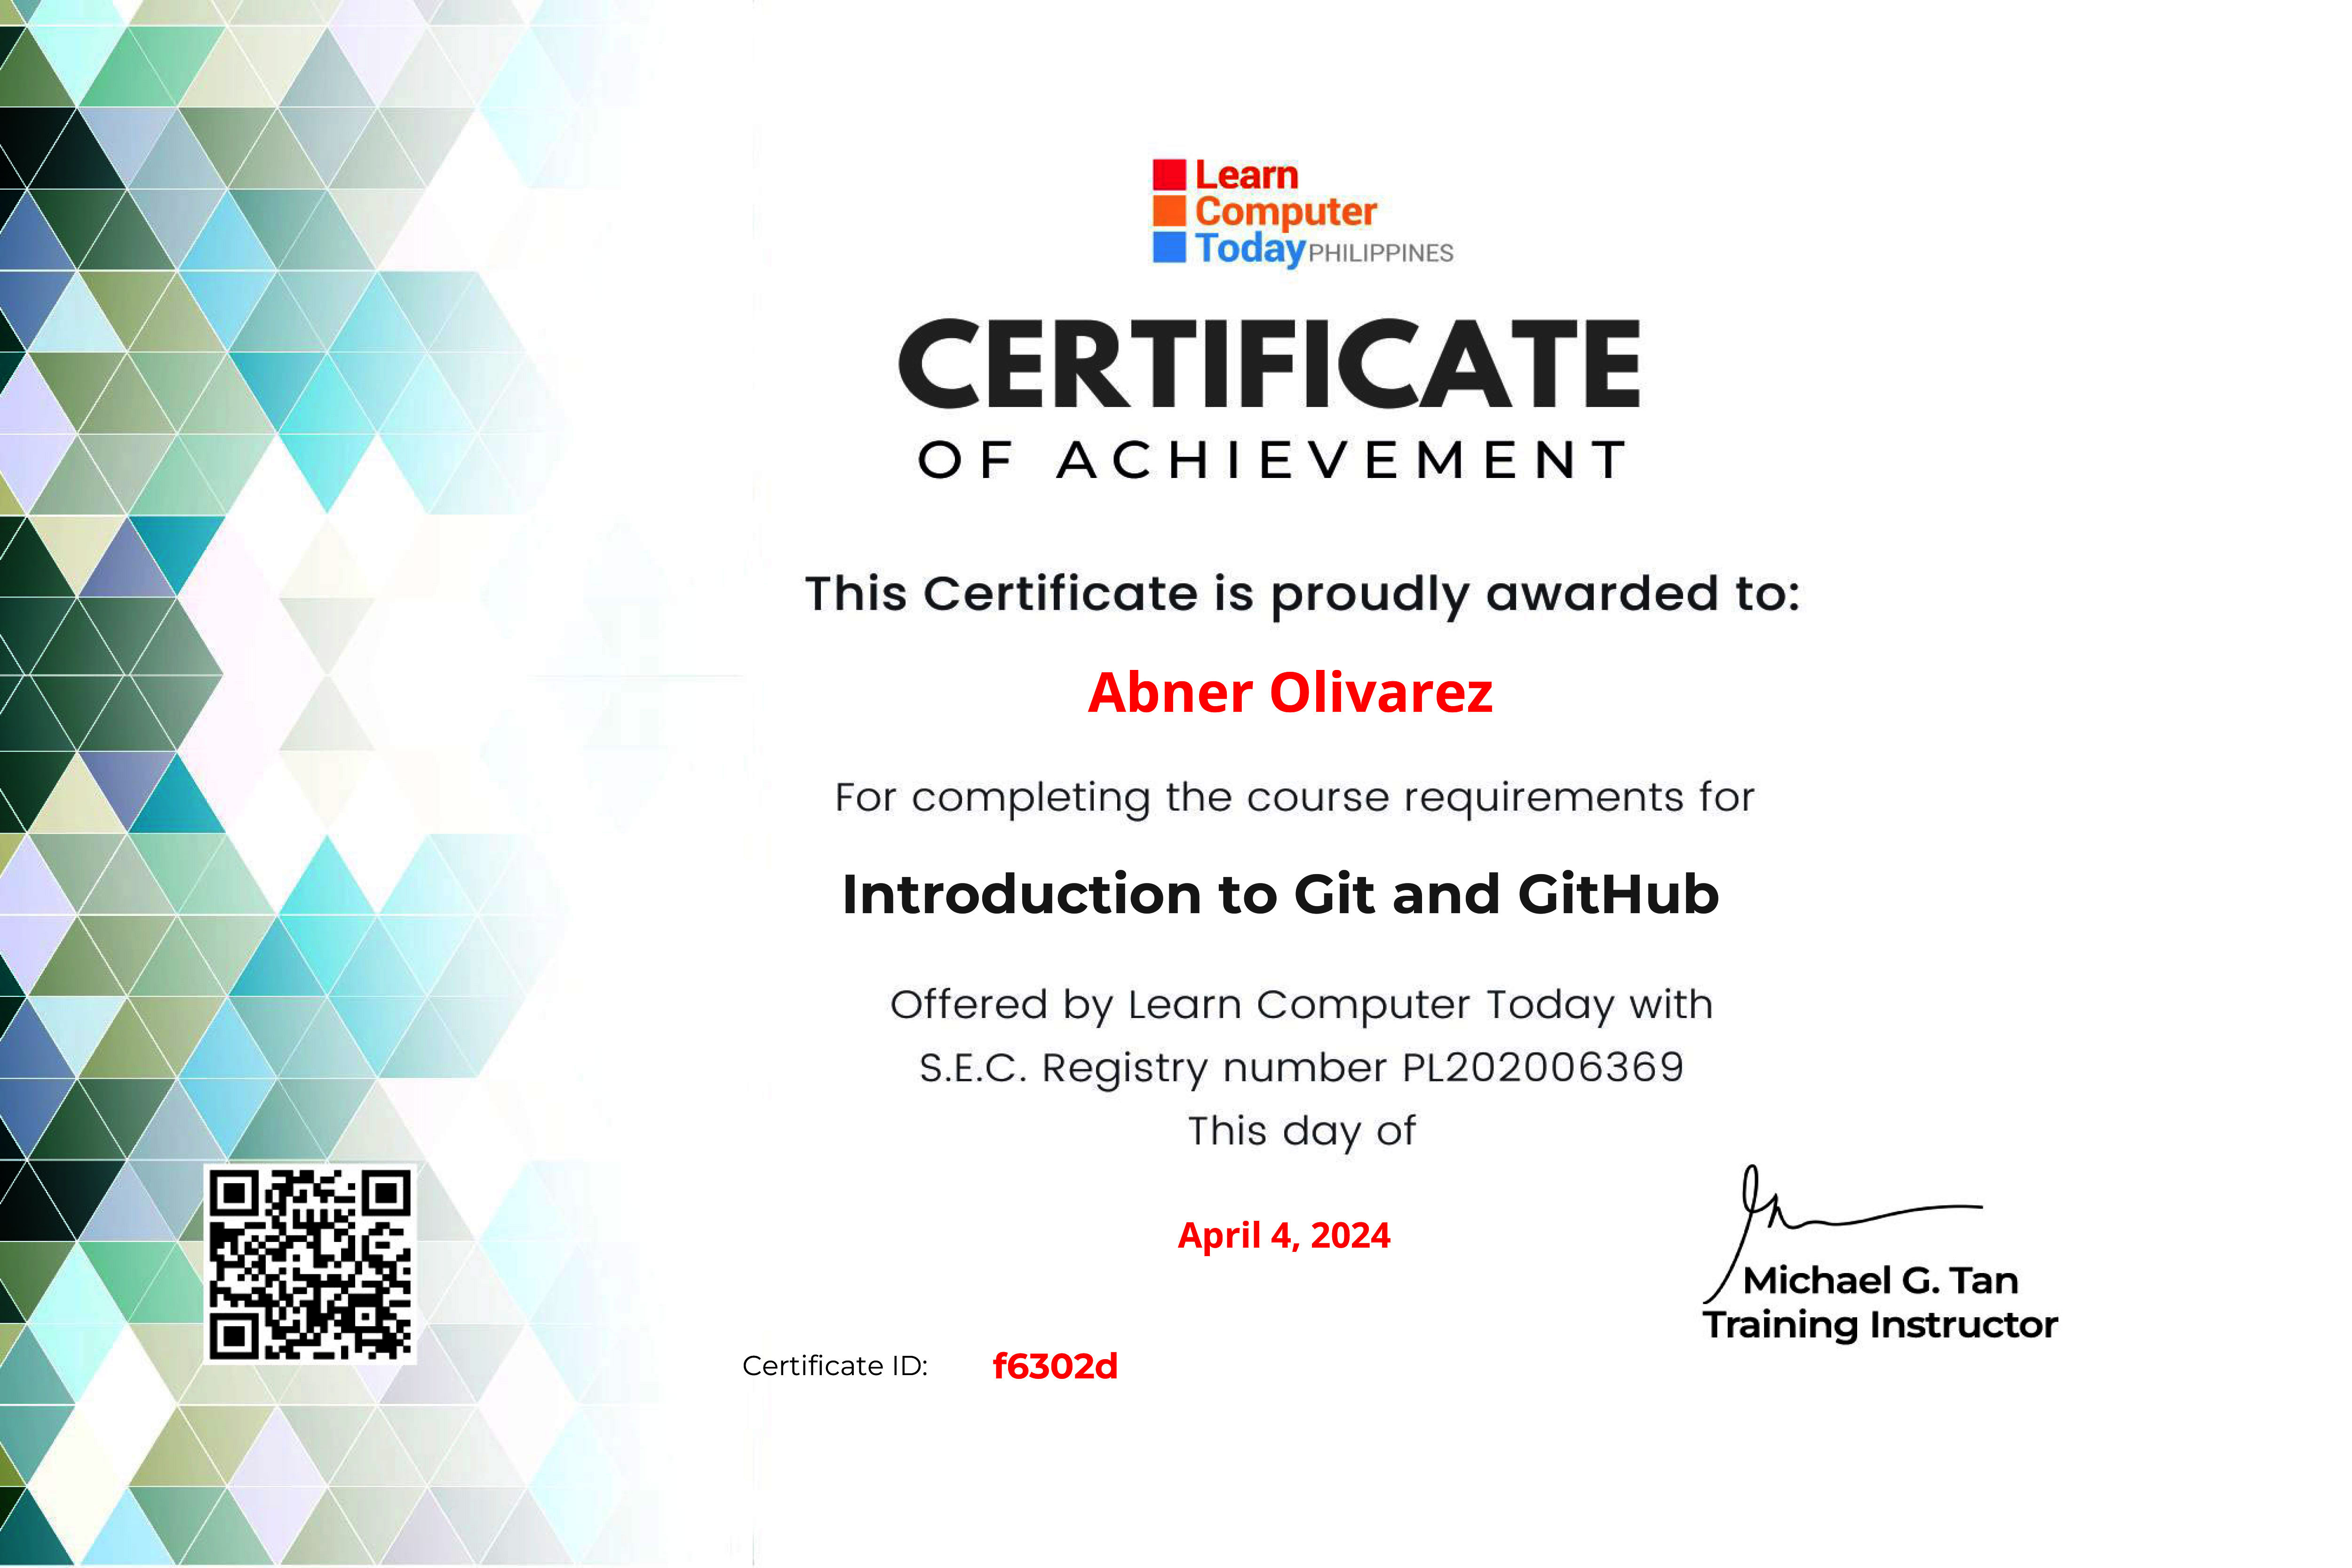 Learn
Computer
Today PHILIPPINES
CERTIFICATE
OF ACHIEVEMENT
This Certificate is proudly awarded to:
Abner Olivarez
For completing the course requirements for
Introduction to Git and GitHub
Offered by Learn Computer Today with
S.E.C. Registry number PL202006369
This day of
April 4, 2024
Michael G. Tan
Training Instructor
Certificate ID: f6302d